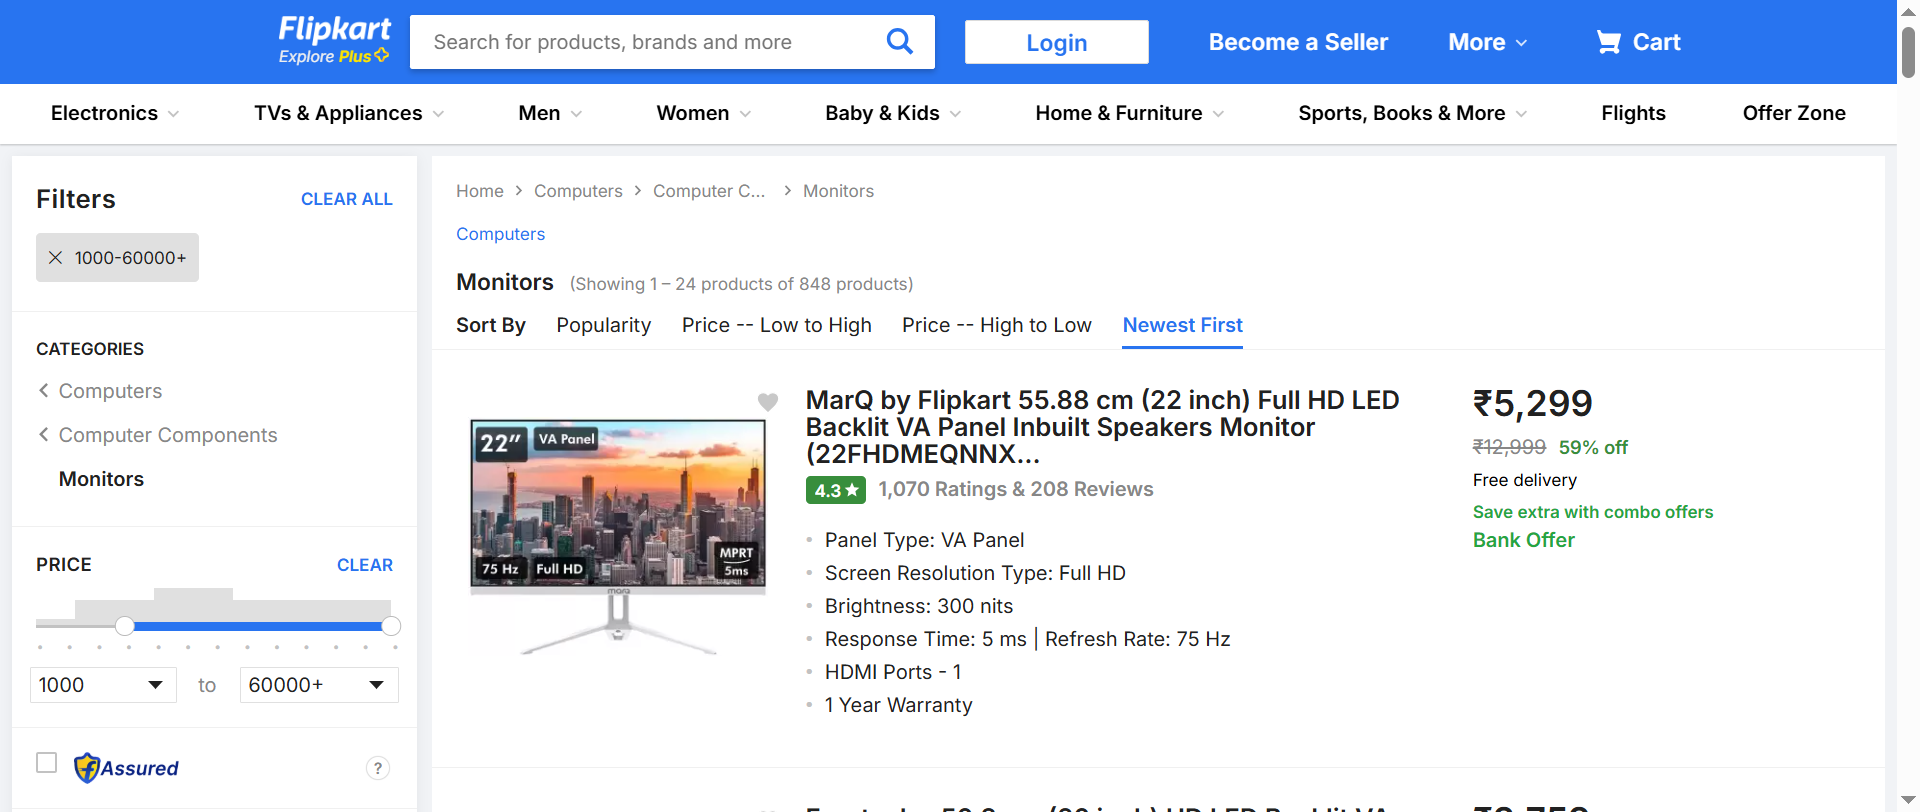 Flipkart
Explore Plus
Search for products, brands and more
Login
Become a Seller
More
Cart
Electronics
TVs & Appliances
Men
Women
Baby & Kids
Home & Furniture
Sports, Books & More
Flights
Offer Zone
Filters
CLEAR ALL
1000-60000+
CATEGORIES
Computers
Computer Components
Monitors
PRICE
CLEAR
1000
to
60000+
Assured
?
Home
Computers
Computer C...
Monitors
Computers
Monitors (Showing 1 – 24 products of 848 products)
Sort By
Popularity
Price -- Low to High
Price -- High to Low
Newest First
22”
VA Panel
75 Hz
Full HD
MPRT
5ms
marq
MarQ by Flipkart 55.88 cm (22 inch) Full HD LED
Backlit VA Panel Inbuilt Speakers Monitor
(22FHDMEQNNX...
4.3★
1,070 Ratings & 208 Reviews
Panel Type: VA Panel
Screen Resolution Type: Full HD
Brightness: 300 nits
Response Time: 5 ms | Refresh Rate: 75 Hz
HDMI Ports - 1
1 Year Warranty
₹5,299
₹12,999 59% off
Free delivery
Save extra with combo offers
Bank Offer